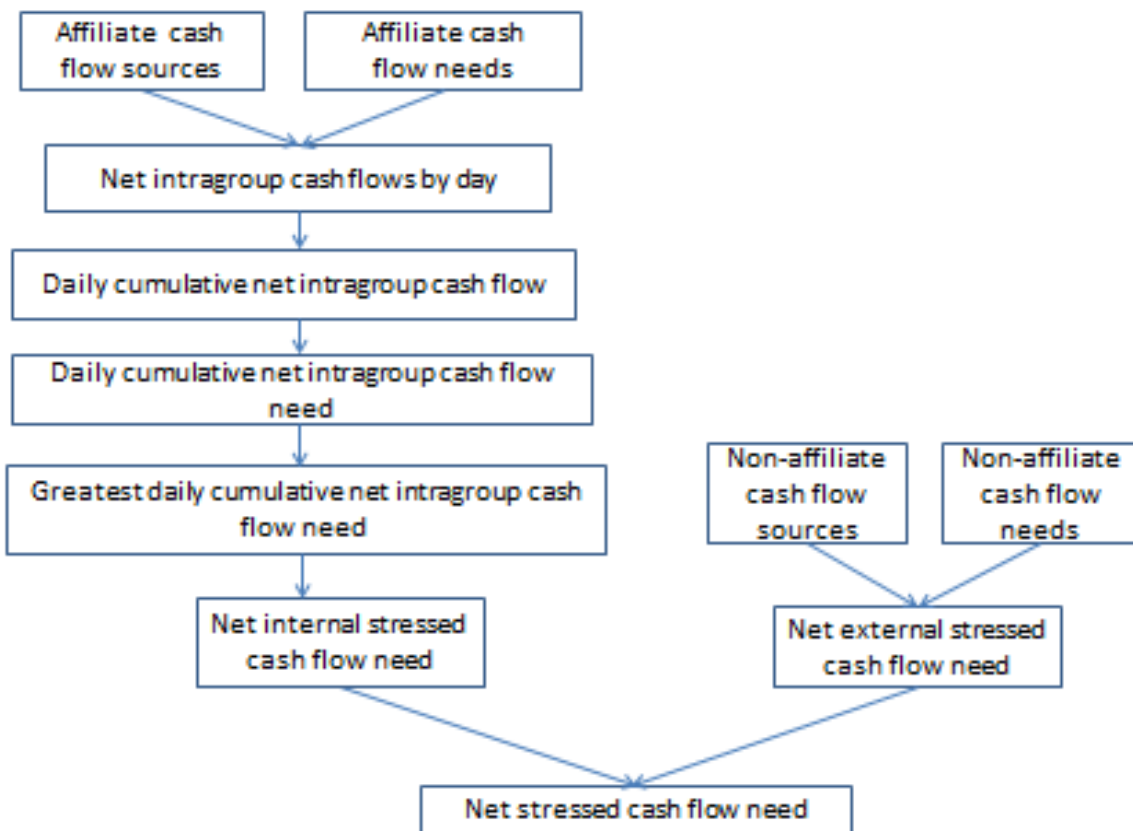 Affiliate cash
flow sources
Affiliate cash
flow needs
Net intragroup cash flows by day
Daily cumulative net intragroup cash flow
Daily cumulative net intragroup cash flow
need
Greatest daily cumulative net intragroup cash
flow need
Non-affiliate
cash flow
sources
Non-affiliate
cash flow
needs
Net internal stressed
cash flow need
Net external stressed
cash flow need
Net stressed cash flow need